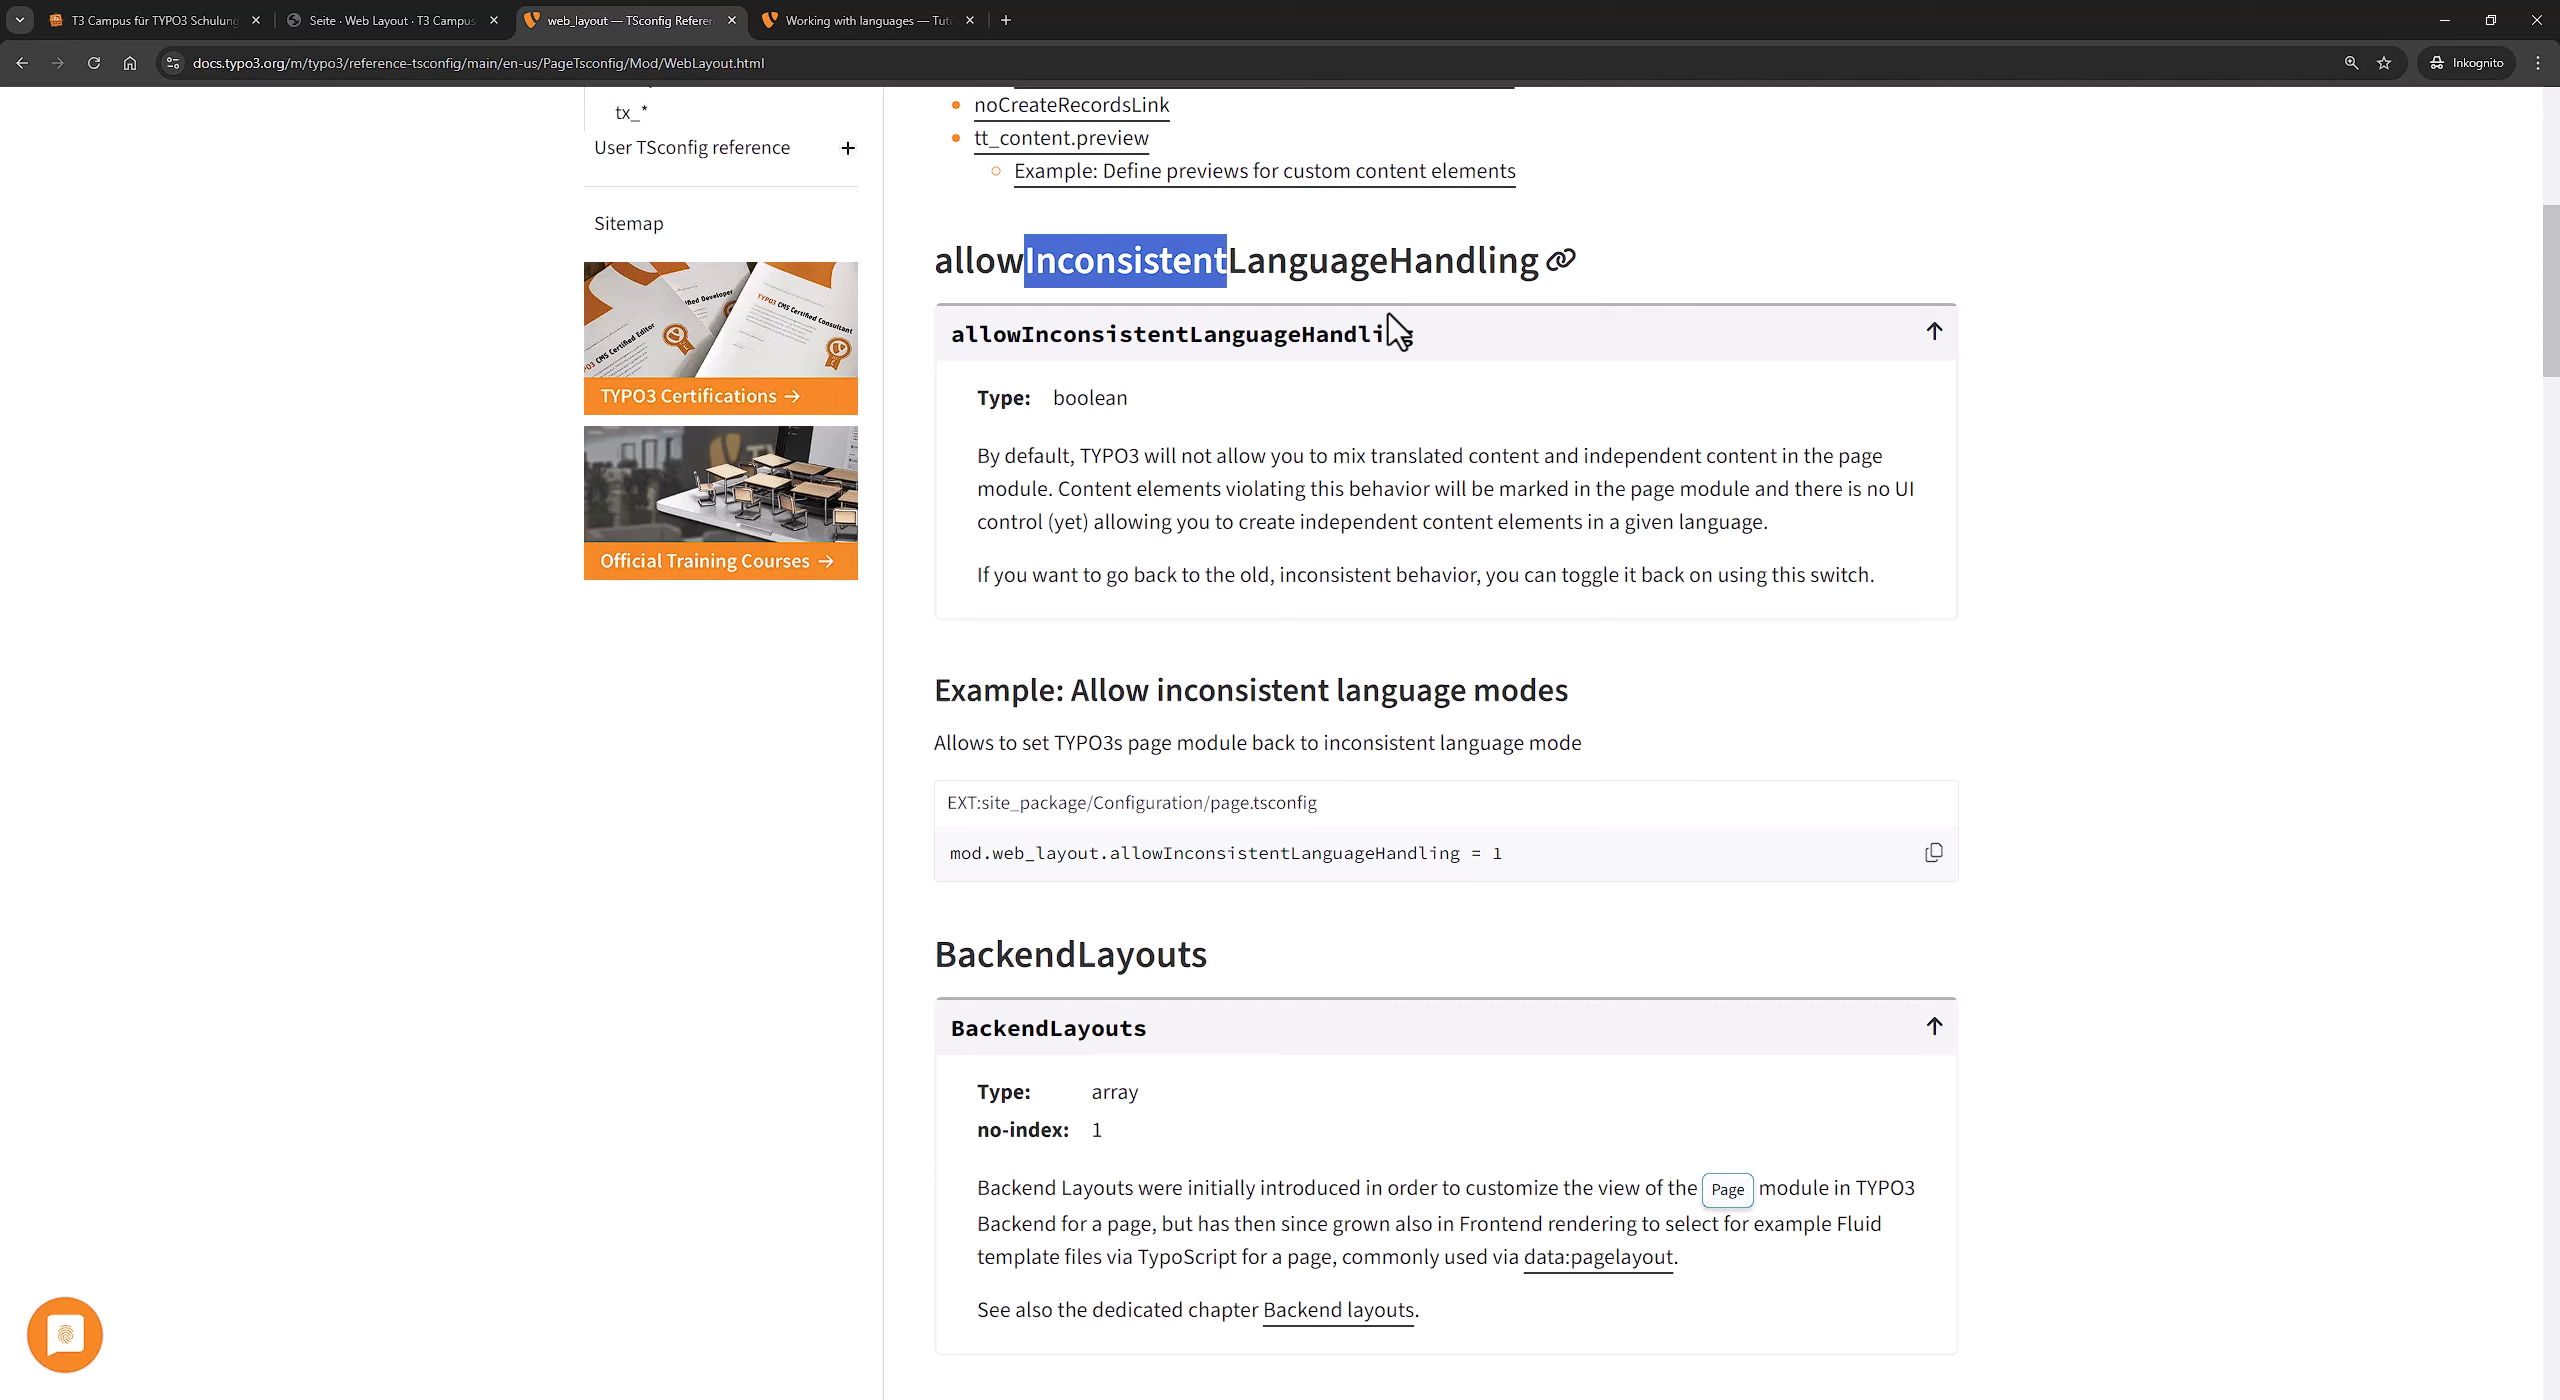 T3 Campus für TYPO3 Schulung
Seite · Web Layout · T3 Campus
web_layout — TSconfig Referen
Working with languages — Tut
docs.typo3.org/m/typo3/reference-tsconfig/main/en-us/PageTsconfig/Mod/WebLayout.html
Inkognito
tx_*
User TSconfig reference
Sitemap
TYPO3 CMS Certified Editor
TYPO3 CMS Certified Consultant
TYPO3 Certifications →
Official Training Courses →
noCreateRecordsLink
tt_content.preview
Example: Define previews for custom content elements
allowInconsistentLanguageHandling
allowInconsistentLanguageHandling
Type: boolean
By default, TYPO3 will not allow you to mix translated content and independent content in the page
module. Content elements violating this behavior will be marked in the page module and there is no UI
control (yet) allowing you to create independent content elements in a given language.
If you want to go back to the old, inconsistent behavior, you can toggle it back on using this switch.
Example: Allow inconsistent language modes
Allows to set TYPO3s page module back to inconsistent language mode
EXT:site_package/Configuration/page.tsconfig
mod.web_layout.allowInconsistentLanguageHandling = 1
BackendLayouts
BackendLayouts
Type: array
no-index: 1
Backend Layouts were initially introduced in order to customize the view of the Page module in TYPO3
Backend for a page, but has then since grown also in Frontend rendering to select for example Fluid
template files via TypoScript for a page, commonly used via data:pagelayout.
See also the dedicated chapter Backend layouts.